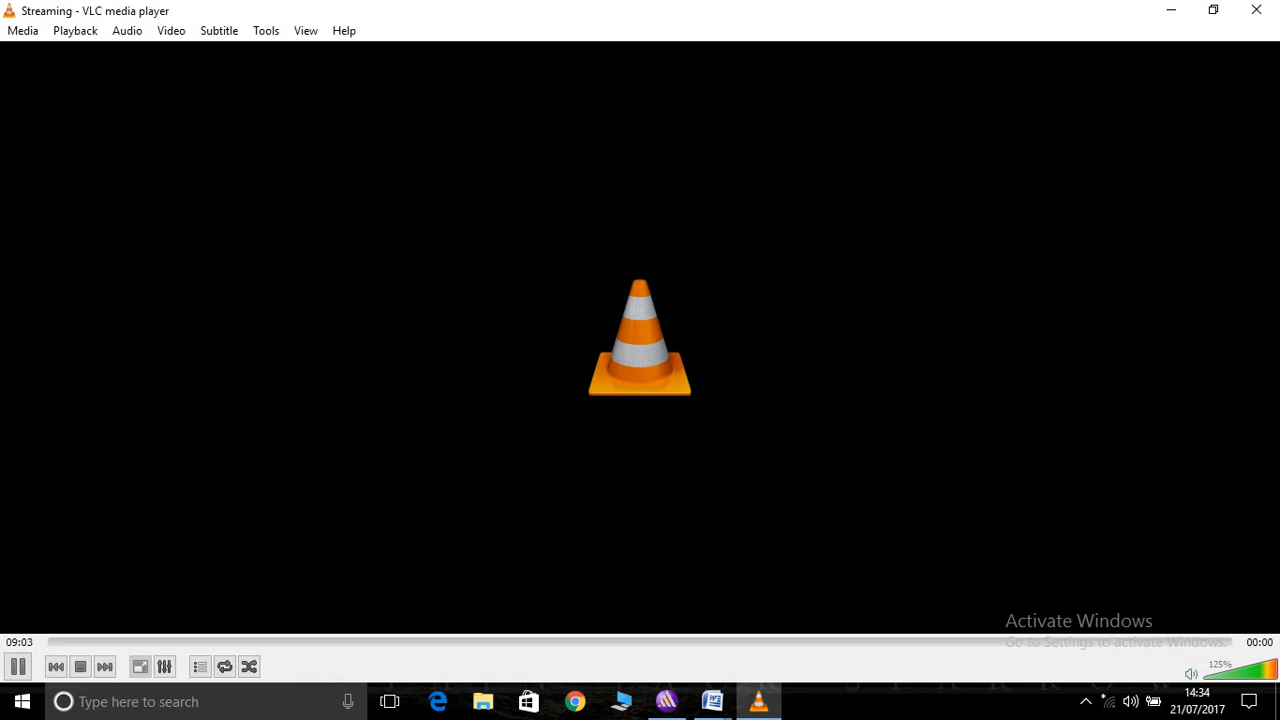 Streaming - VLC media player
Media Playback Audio Video Subtitle Tools View Help
Activate Windows
Go to Settings to activate Windows.
09:03
00:00
125%
Type here to search
14:34
21/07/2017